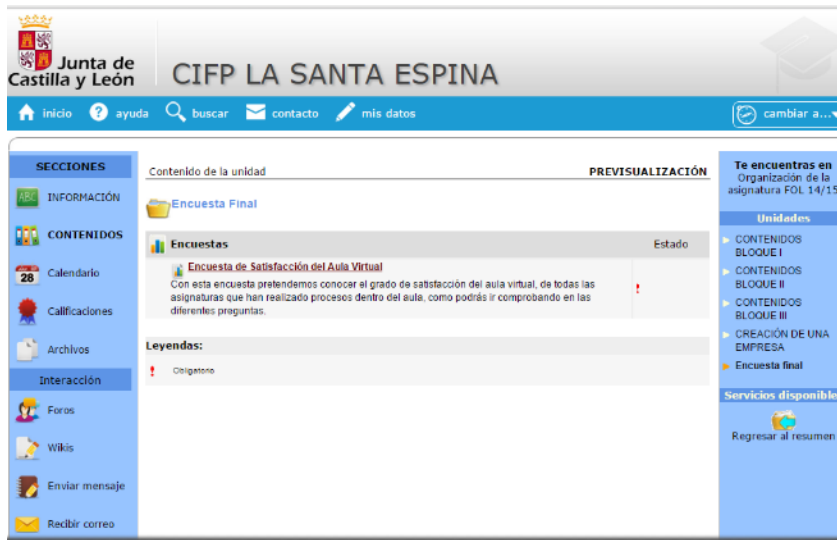 Junta de
Castilla y León
CIFP LA SANTA ESPINA
inicio
ayuda
buscar
contacto
mis datos
cambiar a...
SECCIONES
ABC
INFORMACIÓN
CONTENIDOS
28
Calendario
Calificaciones
Archivos
Interacción
Foros
Wikis
Enviar mensaje
Recibir correo
Contenido de la unidad
PREVISUALIZACIÓN
Encuesta Final
Encuestas
Estado
Encuesta de Satisfacción del Aula Virtual
Con esta encuesta pretendemos conocer el grado de satisfacción del aula virtual, de todas las
asignaturas que han realizado procesos dentro del aula, como podrás ir comprobando en las
diferentes preguntas.
!
Leyendas:
! Obligatorio
Te encuentras en
Organización de la
asignatura FOL 14/15
Unidades
CONTENIDOS
BLOQUE I
CONTENIDOS
BLOQUE II
CONTENIDOS
BLOQUE III
CREACIÓN DE UNA
EMPRESA
Encuesta final
Servicios disponible
Regresar al resumen